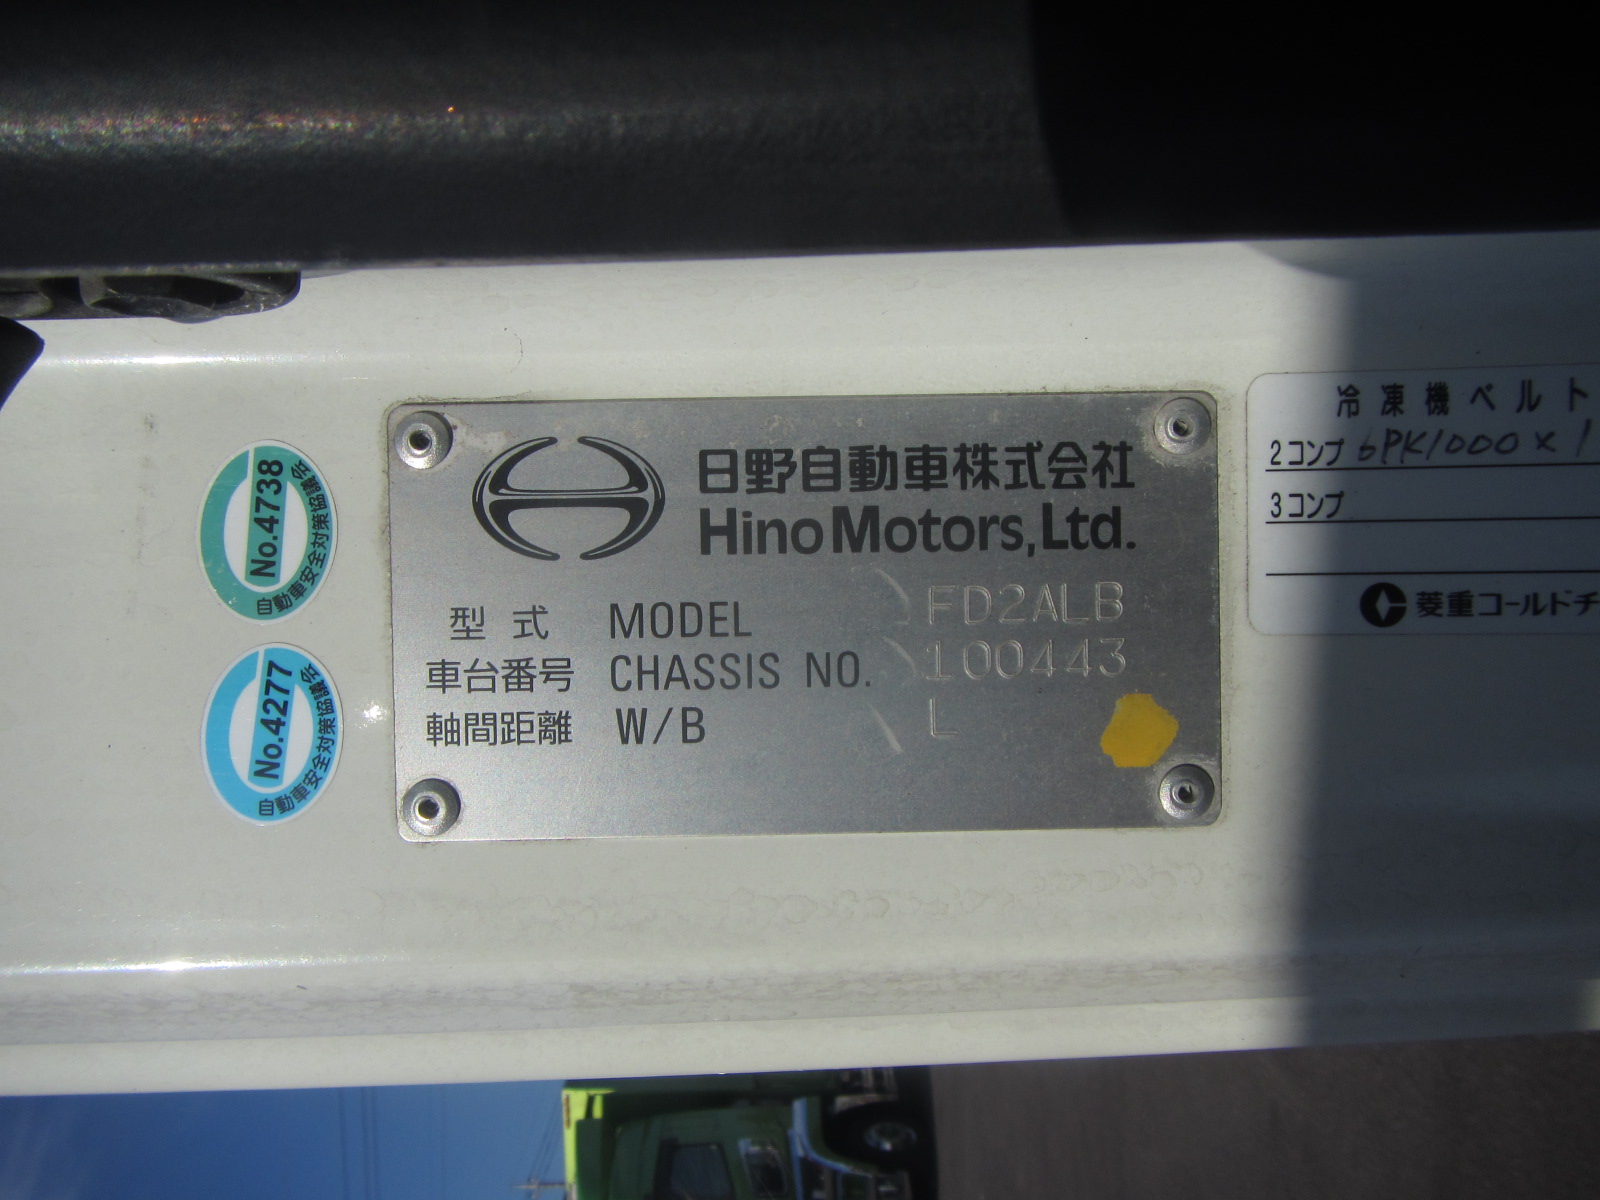 日野自動車株式会社
Hino Motors, Ltd.
型式 MODEL FD2ALB
車台番号 CHASSIS NO. 100443
軸間距離 W/B L
No.4738
自動車安全対策協議会
No.4277
自動車安全対策協議会
冷凍機ベルト
2コンプ 6PK1000×1
3コンプ
菱重コールドチ